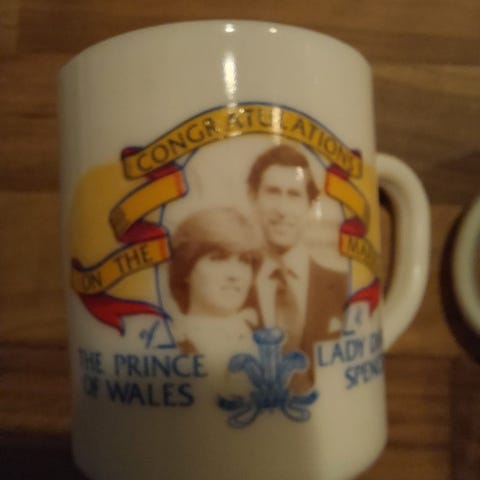 CONGRATULATIONS
ON THE
of
&
THE PRINCE
OF WALES
LADY